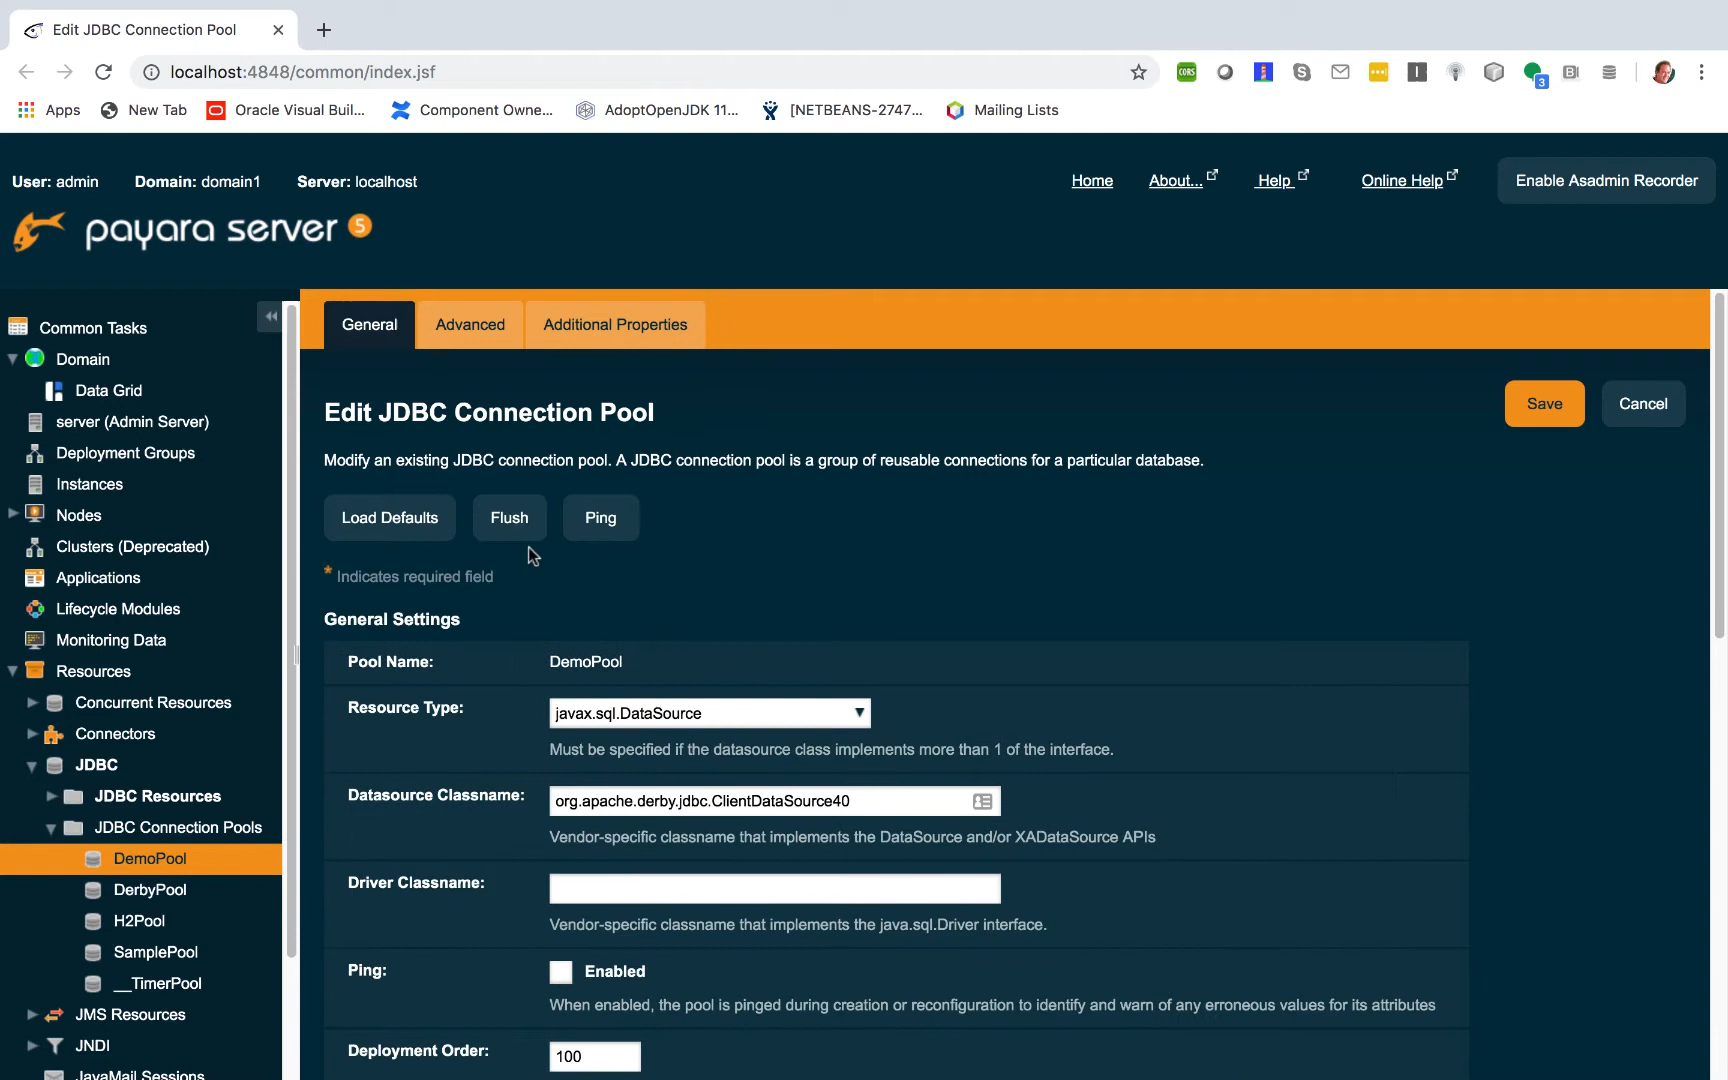 Edit JDBC Connection Pool
localhost:4848/common/index.jsf
CORS
3
Apps
New Tab
Oracle Visual Buil...
Component Owne...
AdoptOpenJDK 11...
[NETBEANS-2747...
Mailing Lists
User: admin
Domain: domain1
Server: localhost
Home
About...
Help
Online Help
Enable Asadmin Recorder
payara server 5
Common Tasks
Domain
Data Grid
server (Admin Server)
Deployment Groups
Instances
Nodes
Clusters (Deprecated)
Applications
Lifecycle Modules
Monitoring Data
Resources
Concurrent Resources
Connectors
JDBC
JDBC Resources
JDBC Connection Pools
DemoPool
DerbyPool
H2Pool
SamplePool
__TimerPool
JMS Resources
JNDI
JavaMail Sessions
General
Advanced
Additional Properties
Edit JDBC Connection Pool
Save
Cancel
Modify an existing JDBC connection pool. A JDBC connection pool is a group of reusable connections for a particular database.
Load Defaults
Flush
Ping
* Indicates required field
General Settings
Pool Name: DemoPool
Resource Type: javax.sql.DataSource
Must be specified if the datasource class implements more than 1 of the interface.
Datasource Classname: org.apache.derby.jdbc.ClientDataSource40
Vendor-specific classname that implements the DataSource and/or XADataSource APIs
Driver Classname:
Vendor-specific classname that implements the java.sql.Driver interface.
Ping: Enabled
When enabled, the pool is pinged during creation or reconfiguration to identify and warn of any erroneous values for its attributes
Deployment Order: 100